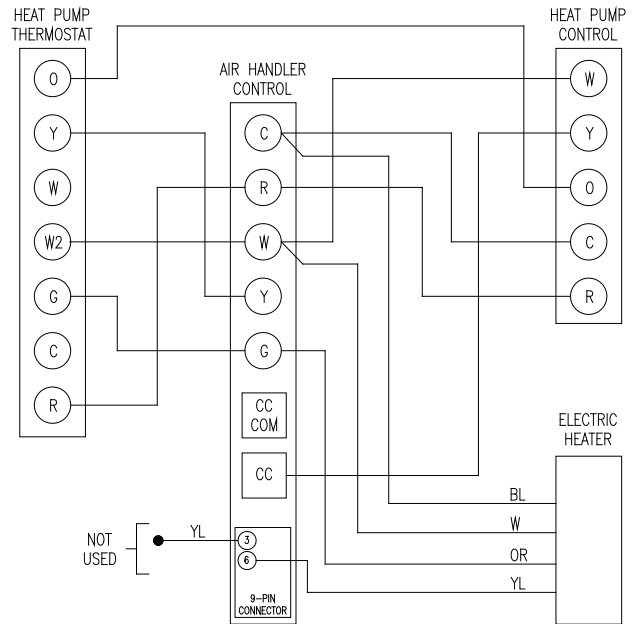 HEAT PUMP
THERMOSTAT
O
Y
W
W2
G
C
R
AIR HANDLER
CONTROL
C
R
W
Y
G
CC
COM
CC
3
6
9-PIN
CONNECTOR
NOT
USED
YL
HEAT PUMP
CONTROL
W
Y
O
C
R
ELECTRIC
HEATER
BL
W
OR
YL